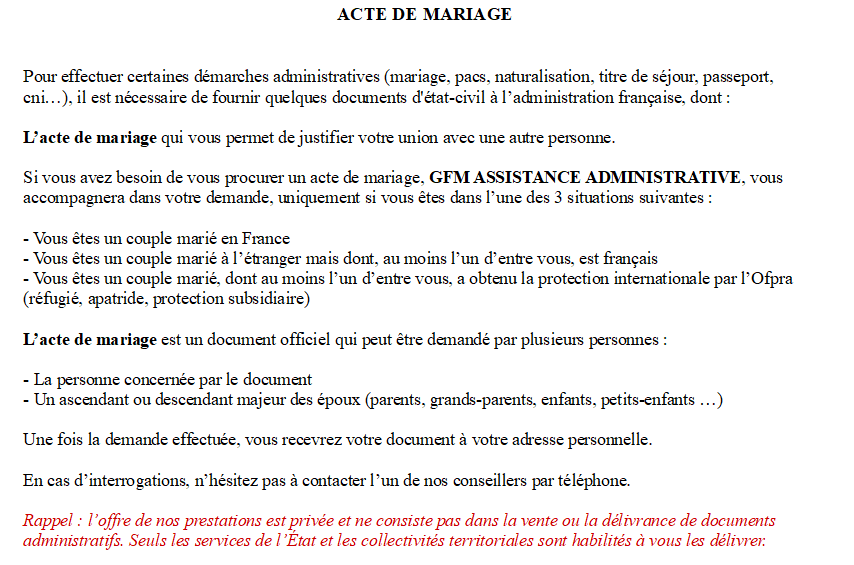 ACTE DE MARIAGE
Pour effectuer certaines démarches administratives (mariage, pacs, naturalisation, titre de séjour, passeport,
cni…), il est nécessaire de fournir quelques documents d'état-civil à l’administration française, dont :
L’acte de mariage qui vous permet de justifier votre union avec une autre personne.
Si vous avez besoin de vous procurer un acte de mariage, GFM ASSISTANCE ADMINISTRATIVE, vous
accompagnera dans votre demande, uniquement si vous êtes dans l’une des 3 situations suivantes :
- Vous êtes un couple marié en France
- Vous êtes un couple marié à l’étranger mais dont, au moins l’un d’entre vous, est français
- Vous êtes un couple marié, dont au moins l’un d’entre vous, a obtenu la protection internationale par l’Ofpra
(réfugié, apatride, protection subsidiaire)
L’acte de mariage est un document officiel qui peut être demandé par plusieurs personnes :
- La personne concernée par le document
- Un ascendant ou descendant majeur des époux (parents, grands-parents, enfants, petits-enfants …)
Une fois la demande effectuée, vous recevrez votre document à votre adresse personnelle.
En cas d’interrogations, n’hésitez pas à contacter l’un de nos conseillers par téléphone.
Rappel : l’offre de nos prestations est privée et ne consiste pas dans la vente ou la délivrance de documents
administratifs. Seuls les services de l’État et les collectivités territoriales sont habilités à vous les délivrer.